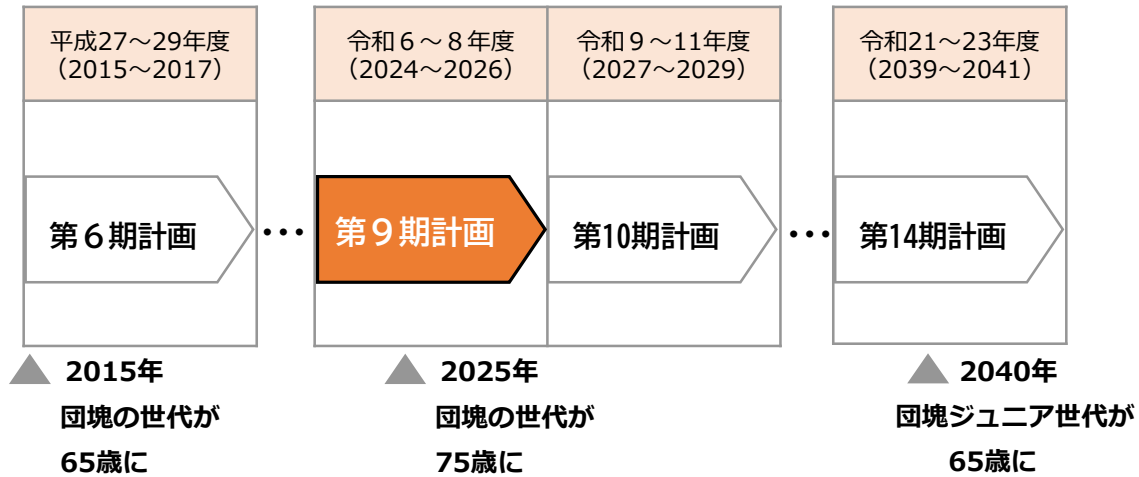 平成27～29年度
（2015～2017）
令和６～８年度
（2024～2026）
令和９～11年度
（2027～2029）
令和21～23年度
（2039～2041）
第６期計画
･･･
第９期計画
第10期計画
･･･
第14期計画
2015年
団塊の世代が
65歳に
2025年
団塊の世代が
75歳に
2040年
団塊ジュニア世代が
65歳に